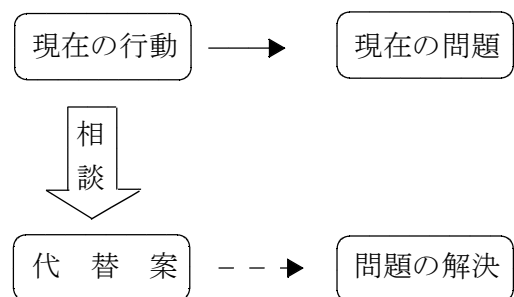 現在の行動
現在の問題
相
談
代 替 案
問題の解決